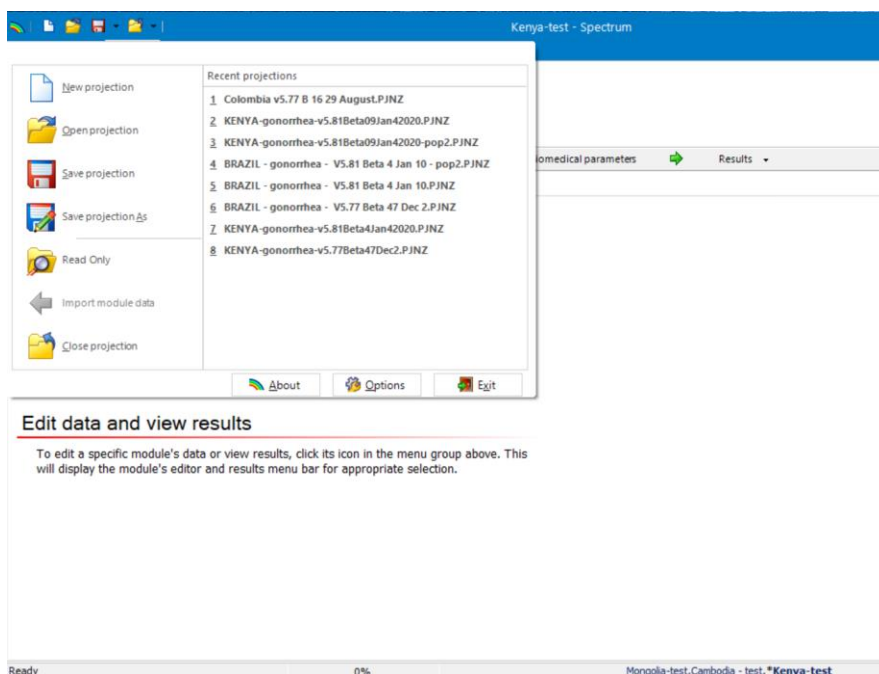 Kenya-test - Spectrum
New projection
Open projection
Save projection
Save projection As
Read Only
Import module data
Close projection
Recent projections
1 Colombia v5.77 B 16 29 August.PJNZ
2 KENYA-gonorrhea-v5.81Beta09Jan42020.PJNZ
3 KENYA-gonorrhea-v5.81Beta09Jan42020-pop2.PJNZ
4 BRAZIL - gonorrhea - V5.81 Beta 4 Jan 10 - pop2.PJNZ
5 BRAZIL - gonorrhea - V5.81 Beta 4 Jan 10.PJNZ
6 BRAZIL - gonorrhea - V5.77 Beta 47 Dec 2.PJNZ
7 KENYA-gonorrhea-v5.81Beta4Jan42020.PJNZ
8 KENYA-gonorrhea-v5.77Beta47Dec2.PJNZ
iomedical parameters Results
About Options Exit
Edit data and view results
To edit a specific module's data or view results, click its icon in the menu group above. This
will display the module's editor and results menu bar for appropriate selection.
Ready 0% Mongolia-test,Cambodia - test,*Kenya-test